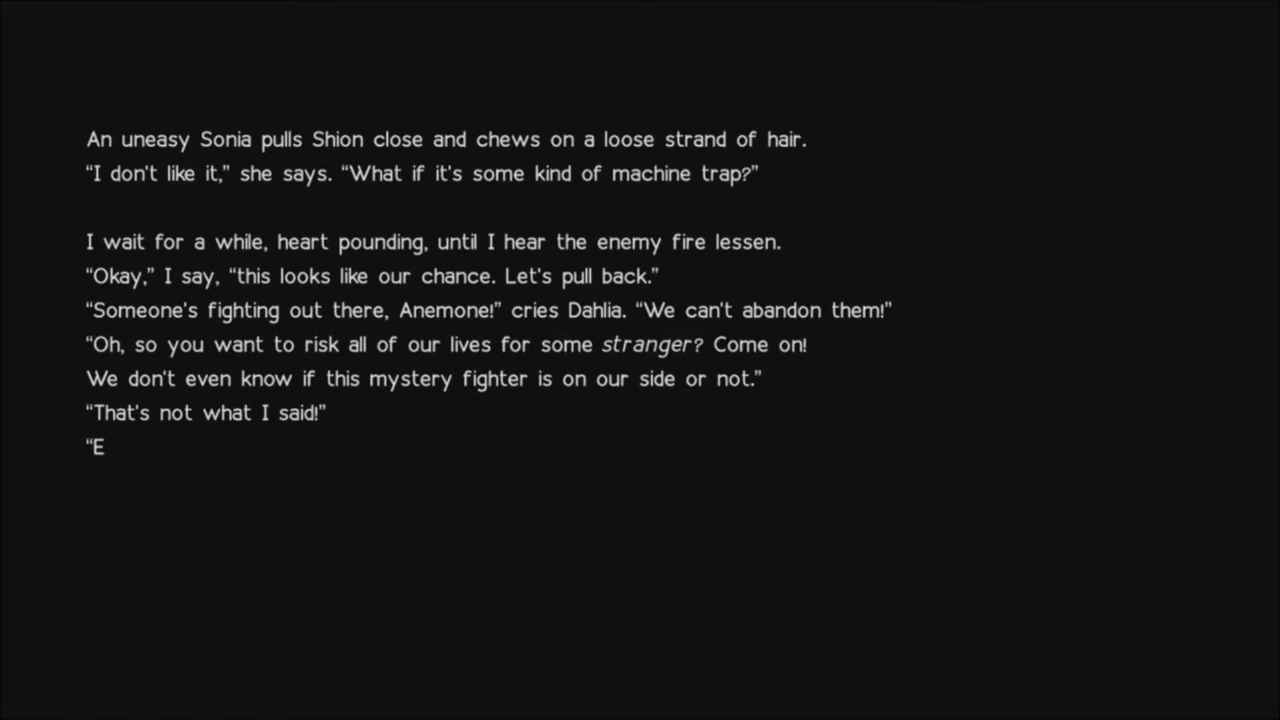 An uneasy Sonia pulls Shion close and chews on a loose strand of hair.
“I don't like it,” she says. “What if it's some kind of machine trap?”
I wait for a while, heart pounding, until I hear the enemy fire lessen.
“Okay,” I say, “this looks like our chance. Let's pull back.”
“Someone's fighting out there, Anemone!” cries Dahlia. “We can't abandon them!”
“Oh, so you want to risk all of our lives for some stranger? Come on!
We don't even know if this mystery fighter is on our side or not.”
“That's not what I said!”
“E